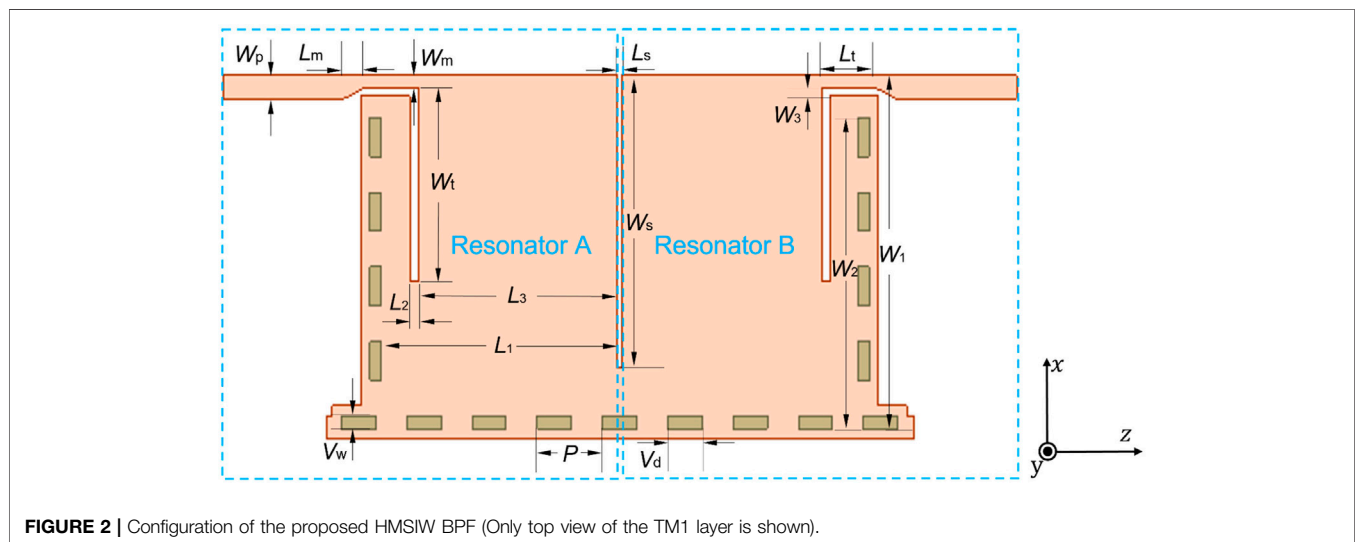 Wp
Lm
Wm
Ls
Lt
W3
Wt
Ws
Resonator A
Resonator B
W2
W1
L2
L3
L1
Vw
P
Vd
x
z
y
FIGURE 2 | Configuration of the proposed HMSIW BPF (Only top view of the TM1 layer is shown).